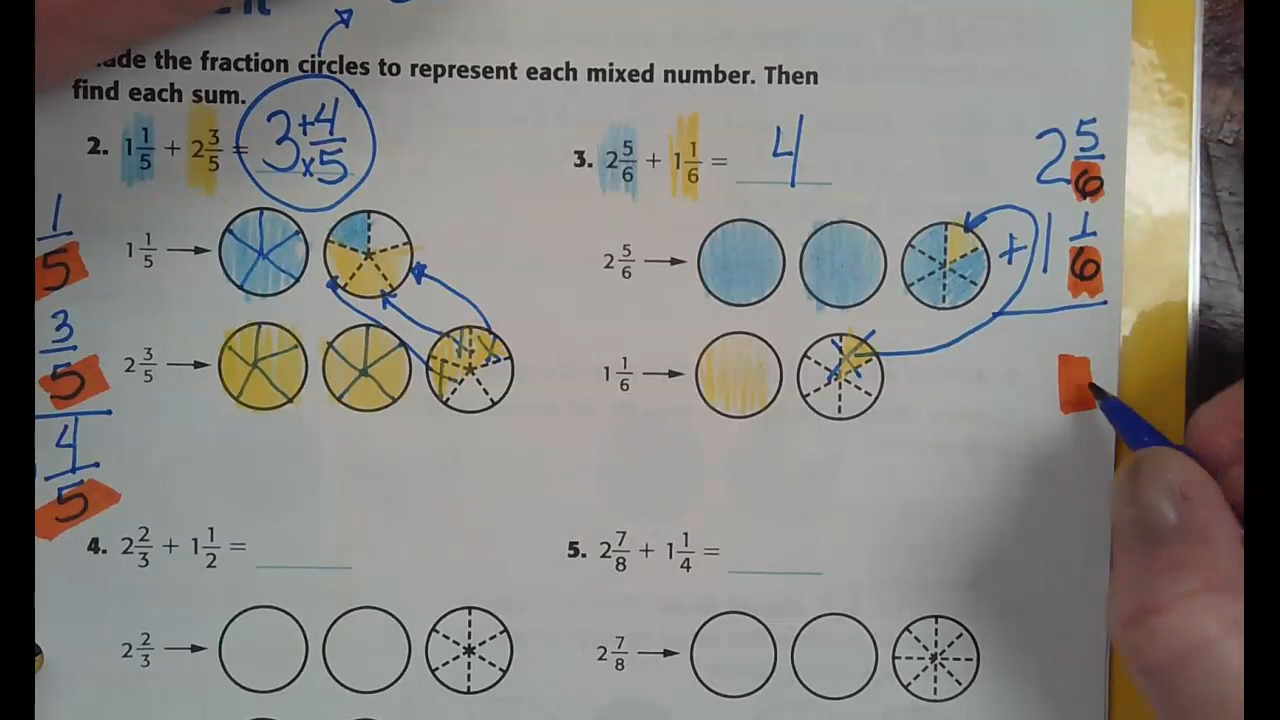 ade the fraction circles to represent each mixed number. Then
find each sum.
2. 1 1/5 + 2 3/5 = 3 + 4/× 5
3. 2 5/6 + 1 1/6 = 4
2 5/6
+ 1 1/6
1/5
3/5
4/5
1 1/5
2 3/5
2 5/6
1 1/6
4. 2 2/3 + 1 1/2 =
5. 2 7/8 + 1 1/4 =
2 2/3
2 7/8